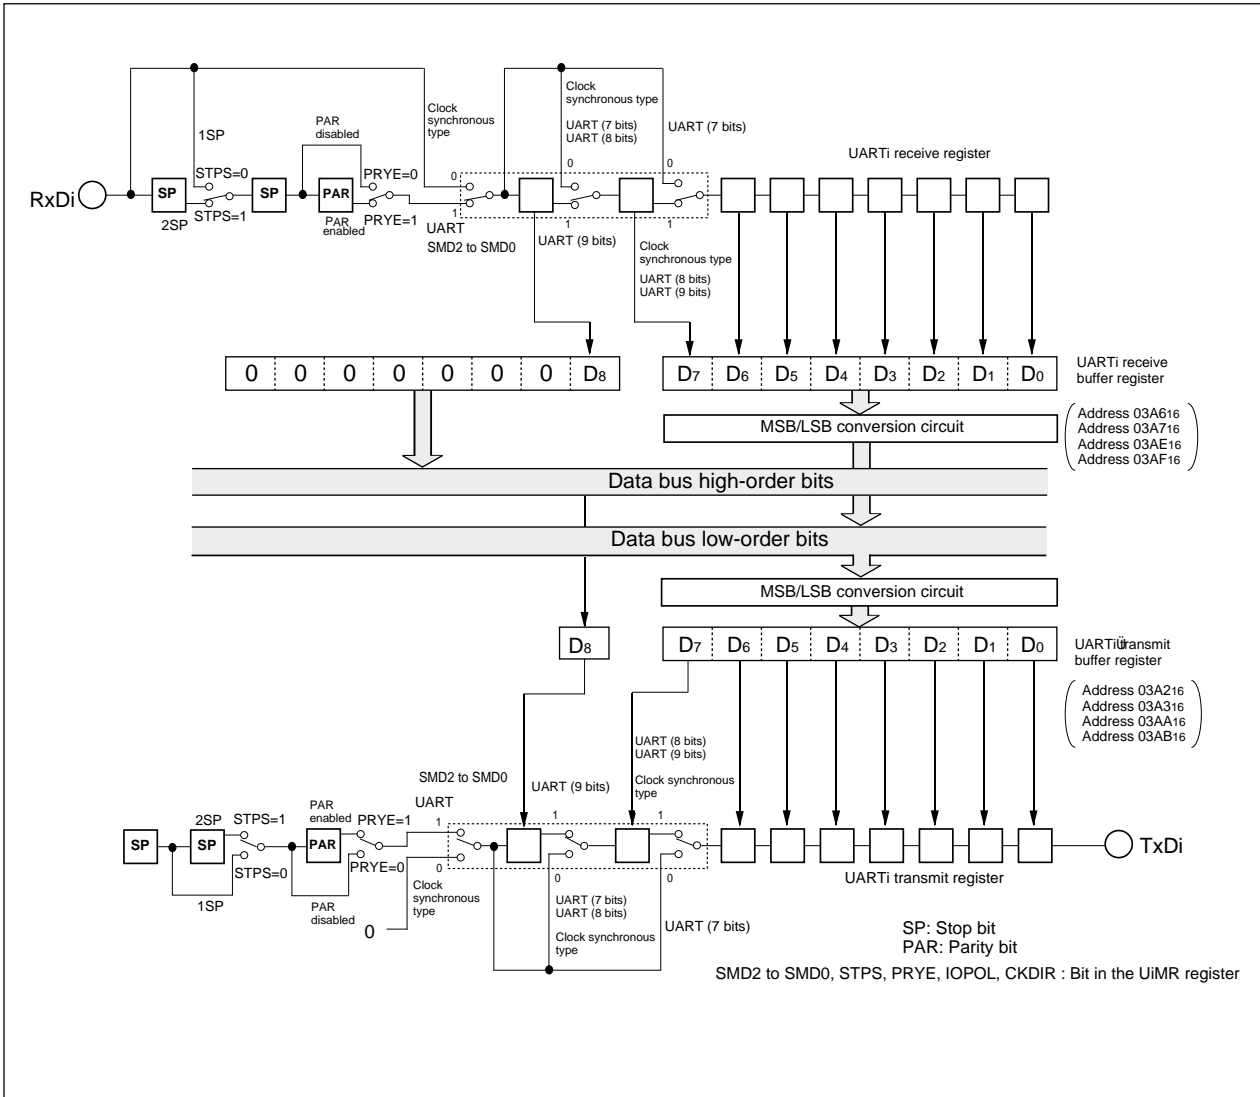 Clock
synchronous type
Clock
synchronous
type
PAR
disabled
1SP
UART (7 bits)
UART (8 bits)
UART (7 bits)
UARTi receive register
STPS=0
PRYE=0
0
0
0
RxDi
SP
SP
PAR
2SP
STPS=1
PAR
enabled
PRYE=1
1
UART
1
1
SMD2 to SMD0
UART (9 bits)
Clock
synchronous type
UART (8 bits)
UART (9 bits)
0 0 0 0 0 0 0 D8
D7 D6 D5 D4 D3 D2 D1 D0
UARTi receive
buffer register
MSB/LSB conversion circuit
Address 03A616
Address 03A716
Address 03AE16
Address 03AF16
Data bus high-order bits
Data bus low-order bits
MSB/LSB conversion circuit
D8
D7 D6 D5 D4 D3 D2 D1 D0
UARTi transmit
buffer register
Address 03A216
Address 03A316
Address 03AA16
Address 03AB16
UART (8 bits)
UART (9 bits)
Clock synchronous
type
SMD2 to SMD0
UART (9 bits)
UART
2SP
STPS=1
PAR
enabled
PRYE=1
1
1
1
SP
SP
PAR
TxDi
STPS=0
PRYE=0
0
0
0
1SP
PAR
disabled
0
Clock
synchronous
type
UART (7 bits)
UART (8 bits)
Clock synchronous
type
UART (7 bits)
UARTi transmit register
SP: Stop bit
PAR: Parity bit
SMD2 to SMD0, STPS, PRYE, IOPOL, CKDIR : Bit in the UiMR register